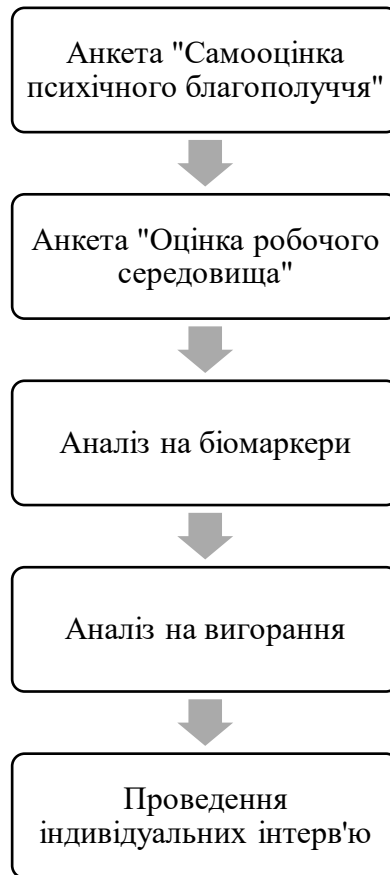 Анкета "Самооцінка
психічного благополуччя"
Анкета "Оцінка робочого
середовища"
Аналіз на біомаркери
Аналіз на вигорання
Проведення
індивідуальних інтерв'ю